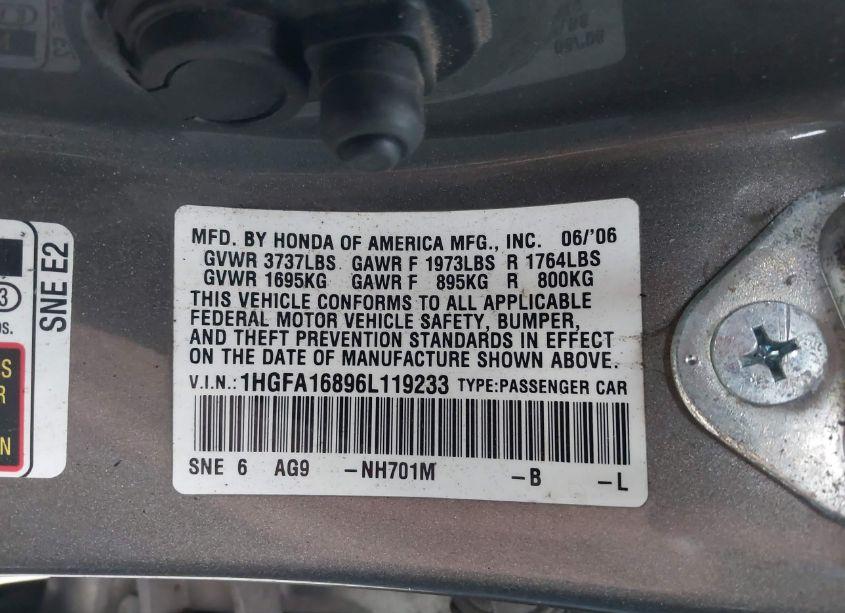 MFD. BY HONDA OF AMERICA MFG., INC. 06/'06
GVWR 3737LBS GAWR F 1973LBS R 1764LBS
GVWR 1695KG GAWR F 895KG R 800KG
THIS VEHICLE CONFORMS TO ALL APPLICABLE
FEDERAL MOTOR VEHICLE SAFETY, BUMPER,
AND THEFT PREVENTION STANDARDS IN EFFECT
ON THE DATE OF MANUFACTURE SHOWN ABOVE.
V.I.N.: 1HGFA16896L119233 TYPE:PASSENGER CAR
SNE 6 AG9 -NH701M -B -L
SNE E2
3